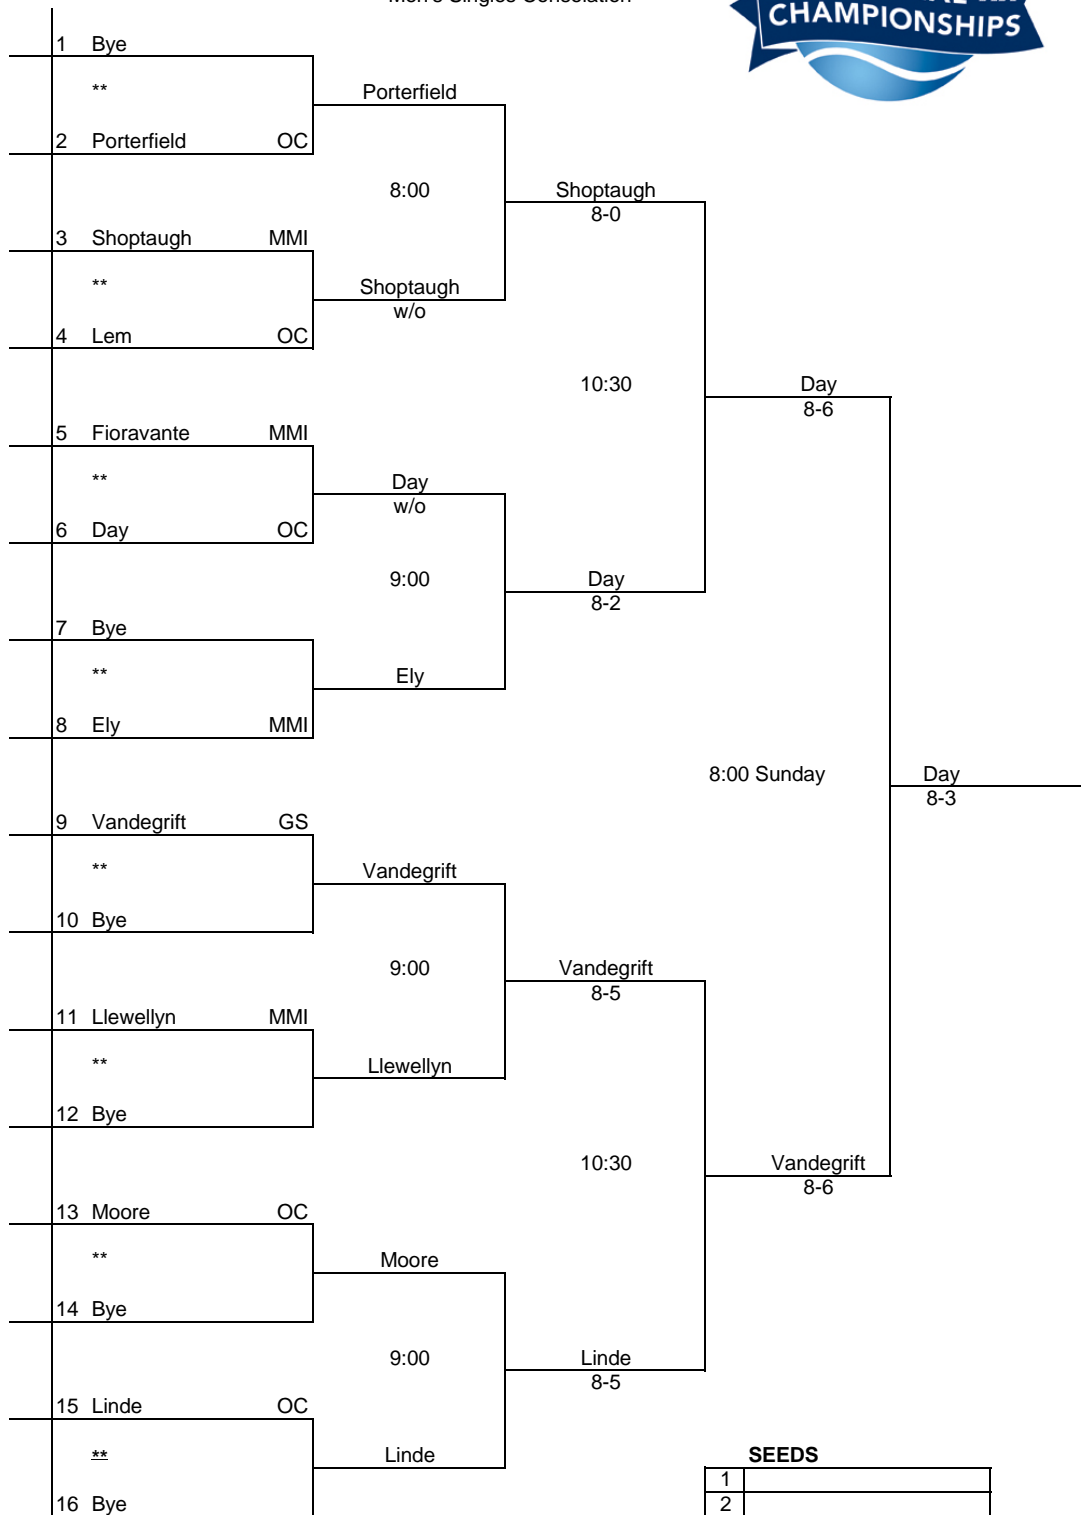 Men's Singles Consolation
CHAMPIONSHIPS
1 Bye
**
Porterfield
2 Porterfield OC
8:00
Shoptaugh
8-0
3 Shoptaugh MMI
**
Shoptaugh
w/o
4 Lem OC
10:30
Day
8-6
5 Fioravante MMI
**
Day
w/o
6 Day OC
9:00
Day
8-2
7 Bye
**
Ely
8 Ely MMI
8:00 Sunday
Day
8-3
9 Vandegrift GS
**
Vandegrift
10 Bye
9:00
Vandegrift
8-5
11 Llewellyn MMI
**
Llewellyn
12 Bye
10:30
Vandegrift
8-6
13 Moore OC
**
Moore
14 Bye
9:00
Linde
8-5
15 Linde OC
**
Linde
SEEDS
1
16 Bye
2